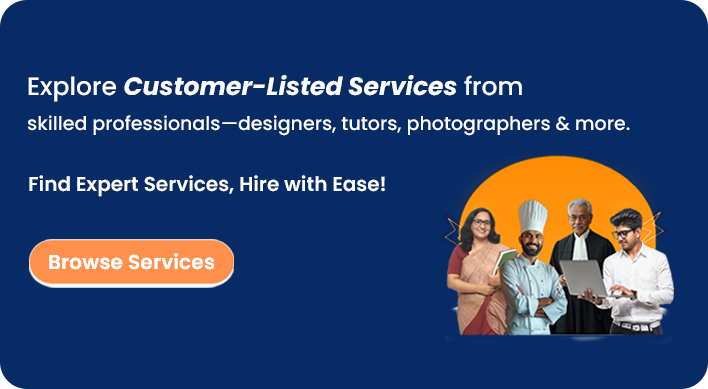 Explore Customer-Listed Services from
skilled professionals—designers, tutors, photographers & more.
Find Expert Services, Hire with Ease!
Browse Services